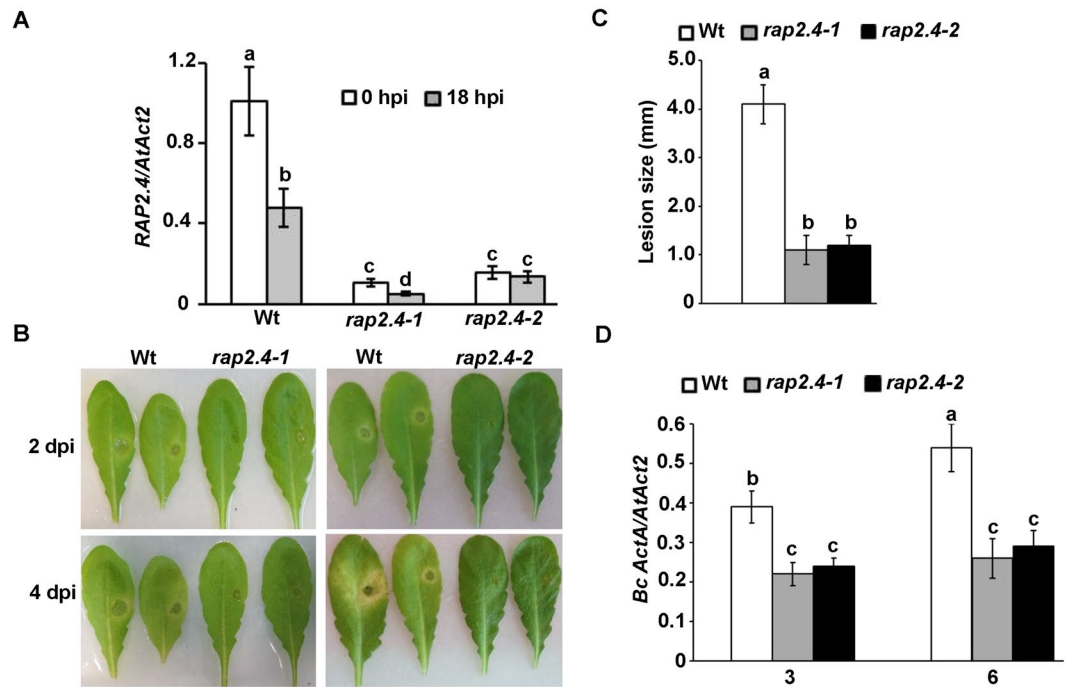 A
RAP2.4/AtAct2
1.2
0.8
0.4
0
a
b
c
d
c
c
0 hpi
18 hpi
Wt
rap2.4-1
rap2.4-2
B
Wt
rap2.4-1
Wt
rap2.4-2
2 dpi
4 dpi
C
Wt
rap2.4-1
rap2.4-2
Lesion size (mm)
5.0
4.0
3.0
2.0
1.0
0
a
b
b
D
Wt
rap2.4-1
rap2.4-2
Bc ActA/AtAct2
0.6
0.5
0.4
0.3
0.2
0.1
0
b
c
c
a
c
c
3
6